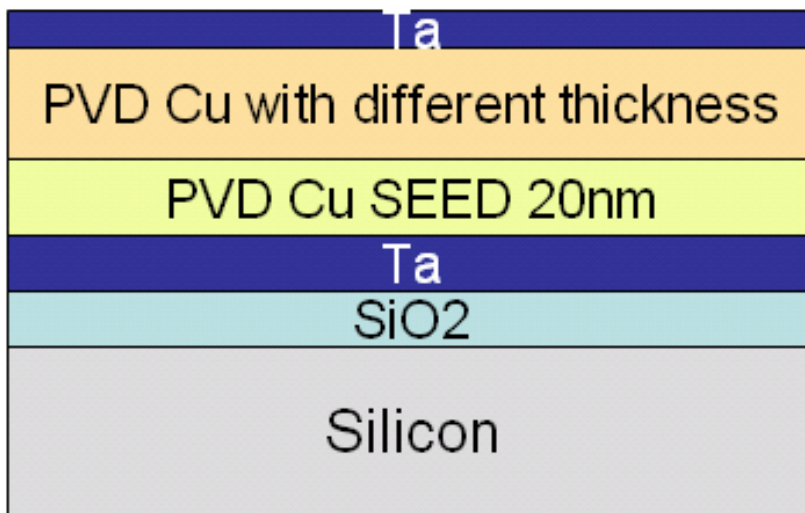 Ta
PVD Cu with different thickness
PVD Cu SEED 20nm
Ta
SiO2
Silicon